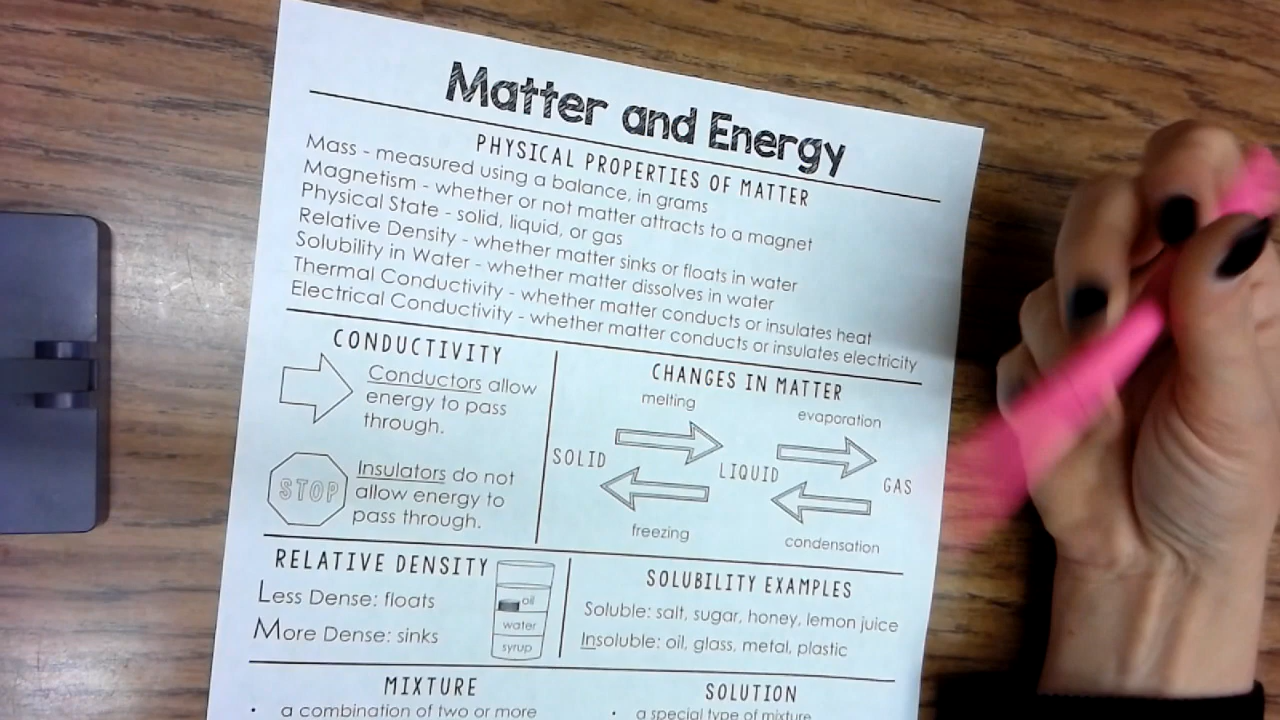 Matter and Energy
PHYSICAL PROPERTIES OF MATTER
Mass - measured using a balance, in grams
Magnetism - whether or not matter attracts to a magnet
Physical State - solid, liquid, or gas
Relative Density - whether matter sinks or floats in water
Solubility in Water - whether matter dissolves in water
Thermal Conductivity - whether matter conducts or insulates heat
Electrical Conductivity - whether matter conducts or insulates electricity
CONDUCTIVITY
Conductors allow
energy to pass
through.
STOP
Insulators do not
allow energy to
pass through.
CHANGES IN MATTER
melting
evaporation
SOLID
LIQUID
GAS
freezing
condensation
RELATIVE DENSITY
Less Dense: floats
More Dense: sinks
oil
water
syrup
SOLUBILITY EXAMPLES
Soluble: salt, sugar, honey, lemon juice
Insoluble: oil, glass, metal, plastic
MIXTURE
• a combination of two or more
SOLUTION
• a special type of mixture